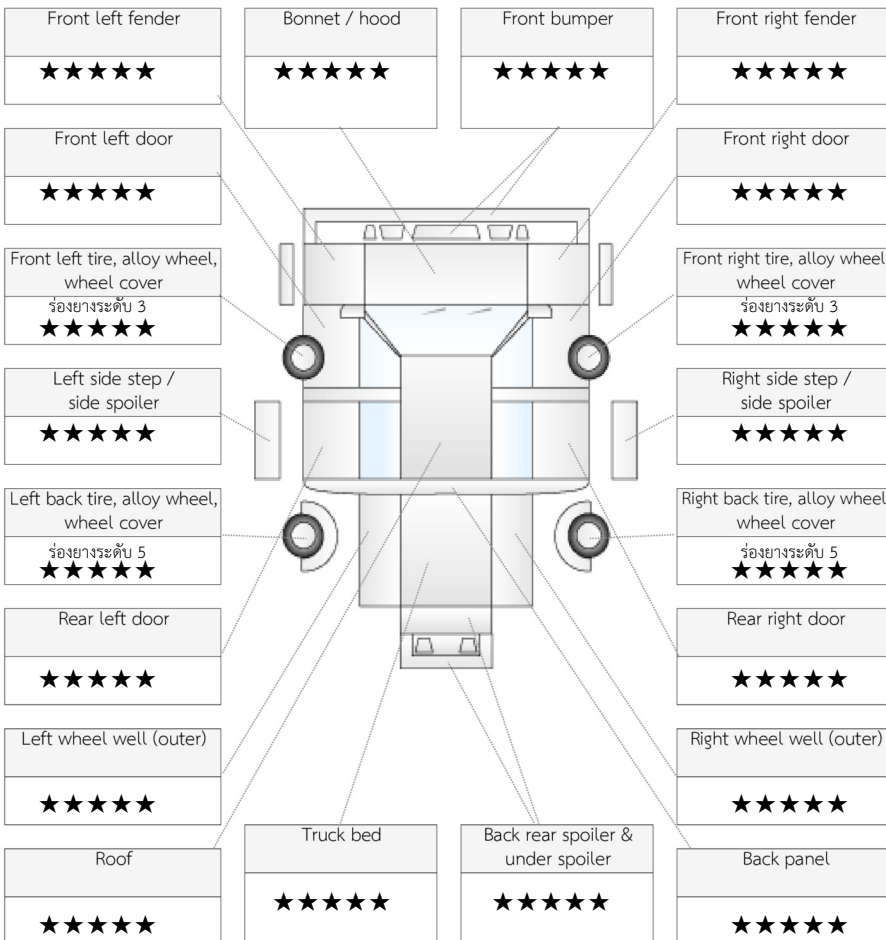 Front left fender
★★★★★
Bonnet / hood
★★★★★
Front bumper
★★★★★
Front right fender
★★★★★
Front left door
★★★★★
Front right door
★★★★★
Front left tire, alloy wheel,
wheel cover
ร่องยางระดับ 3
★★★★★
Front right tire, alloy wheel
wheel cover
ร่องยางระดับ 3
★★★★★
Left side step /
side spoiler
★★★★★
Right side step /
side spoiler
★★★★★
Left back tire, alloy wheel,
wheel cover
ร่องยางระดับ 5
★★★★★
Right back tire, alloy wheel
wheel cover
ร่องยางระดับ 5
★★★★★
Rear left door
★★★★★
Rear right door
★★★★★
Left wheel well (outer)
★★★★★
Right wheel well (outer)
★★★★★
Roof
★★★★★
Truck bed
★★★★★
Back rear spoiler &
under spoiler
★★★★★
Back panel
★★★★★